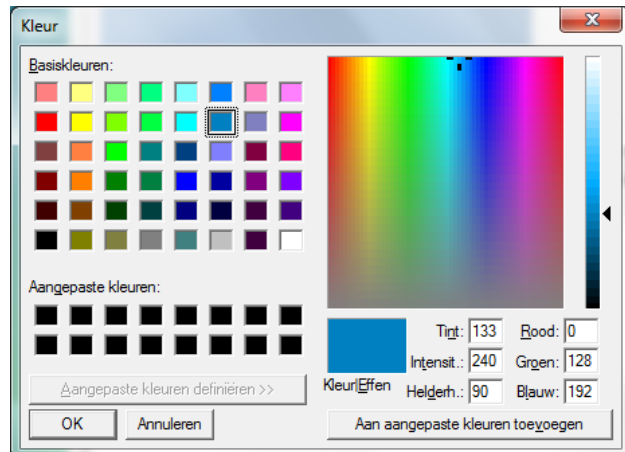 Kleur
Basiskleuren:
Aangepaste kleuren:
Aangepaste kleuren definiëren >>
OK Annuleren
Kleur|Effen
Tint: 133 Rood: 0
Intensit.: 240 Groen: 128
Helderh.: 90 Blauw: 192
Aan aangepaste kleuren toevoegen